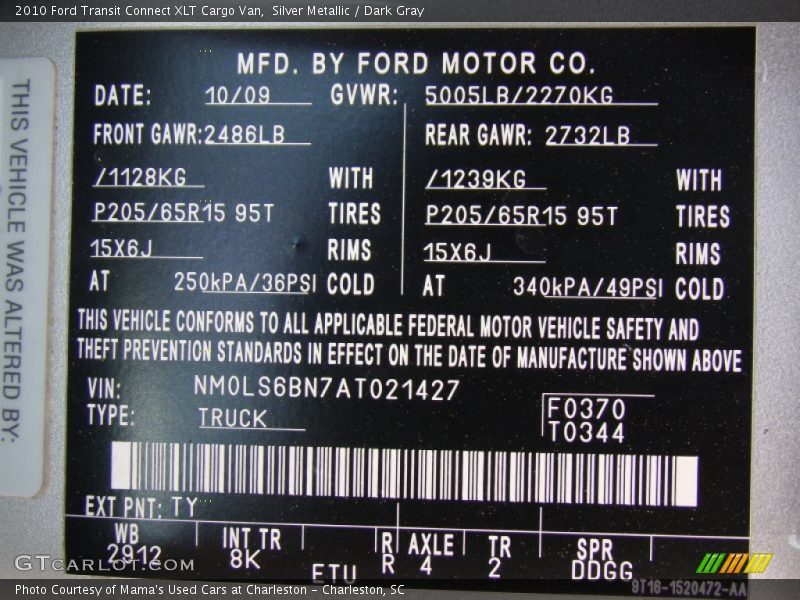 2010 Ford Transit Connect XLT Cargo Van, Silver Metallic / Dark Gray
THIS VEHICLE WAS ALTERED BY:
MFD. BY FORD MOTOR CO.
DATE: 10/09 GVWR: 5005LB/2270KG
FRONT GAWR: 2486LB REAR GAWR: 2732LB
/1128KG WITH /1239KG WITH
P205/65R15 95T TIRES P205/65R15 95T TIRES
15X6J RIMS 15X6J RIMS
AT 250kPA/36PSI COLD AT 340kPA/49PSI COLD
THIS VEHICLE CONFORMS TO ALL APPLICABLE FEDERAL MOTOR VEHICLE SAFETY AND
THEFT PREVENTION STANDARDS IN EFFECT ON THE DATE OF MANUFACTURE SHOWN ABOVE
VIN: NM0LS6BN7AT021427
TYPE: TRUCK
F0370
T0344
EXT PNT: TY
WB INT TR R AXLE TR SPR
2912 8K R 4 2 DDGG
ETU
GTCARLOT.COM
9T16-1520472-AA
Photo Courtesy of Mama's Used Cars at Charleston – Charleston, SC